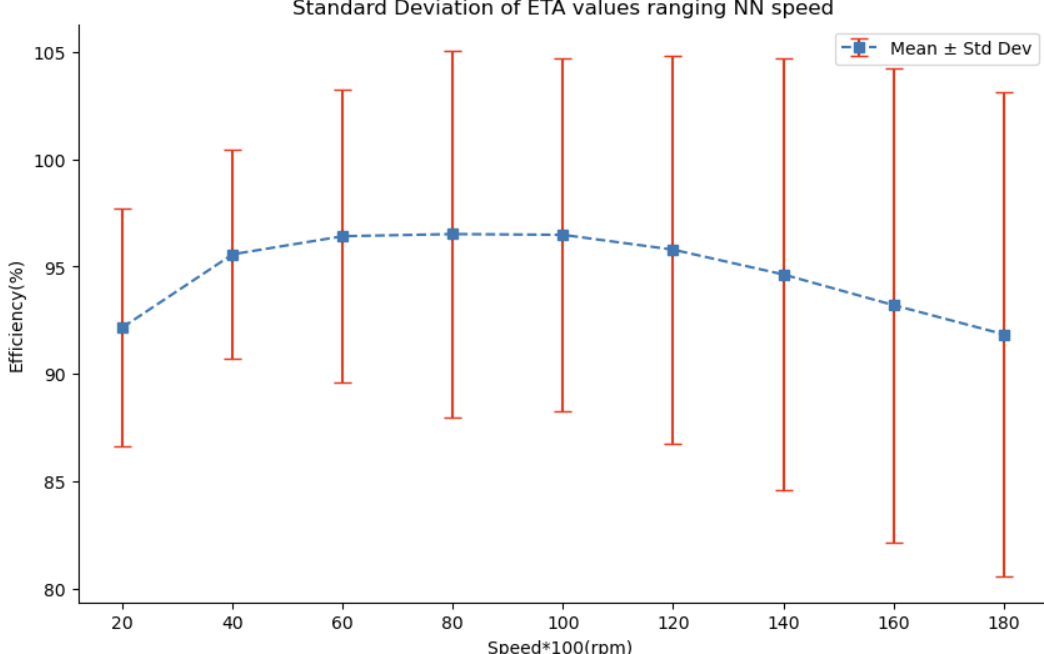 Standard Deviation of ETA values ranging NN speed
Mean ± Std Dev
105
100
95
90
85
80
Efficiency(%)
20 40 60 80 100 120 140 160 180
Speed*100(rpm)